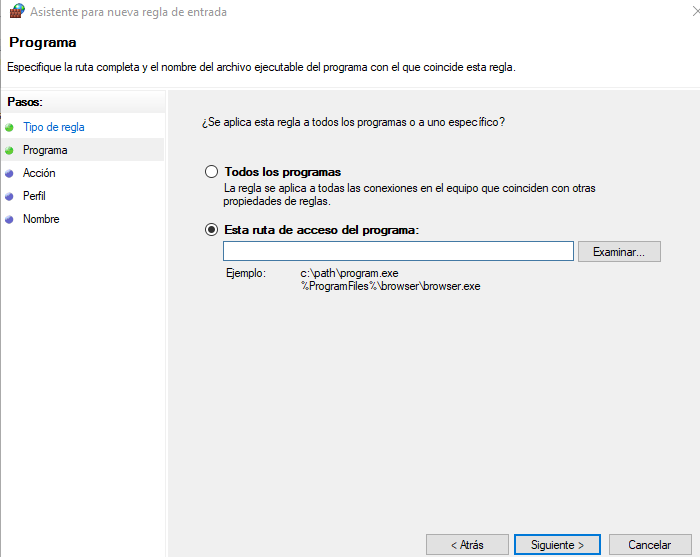 Asistente para nueva regla de entrada
Programa
Especifique la ruta completa y el nombre del archivo ejecutable del programa con el que coincide esta regla.
Pasos:
Tipo de regla
Programa
Acción
Perfil
Nombre
¿Se aplica esta regla a todos los programas o a uno específico?
Todos los programas
La regla se aplica a todas las conexiones en el equipo que coinciden con otras
propiedades de reglas.
Esta ruta de acceso del programa:
Examinar...
Ejemplo: c:\path\program.exe
%ProgramFiles%\browser\browser.exe
< Atrás
Siguiente >
Cancelar